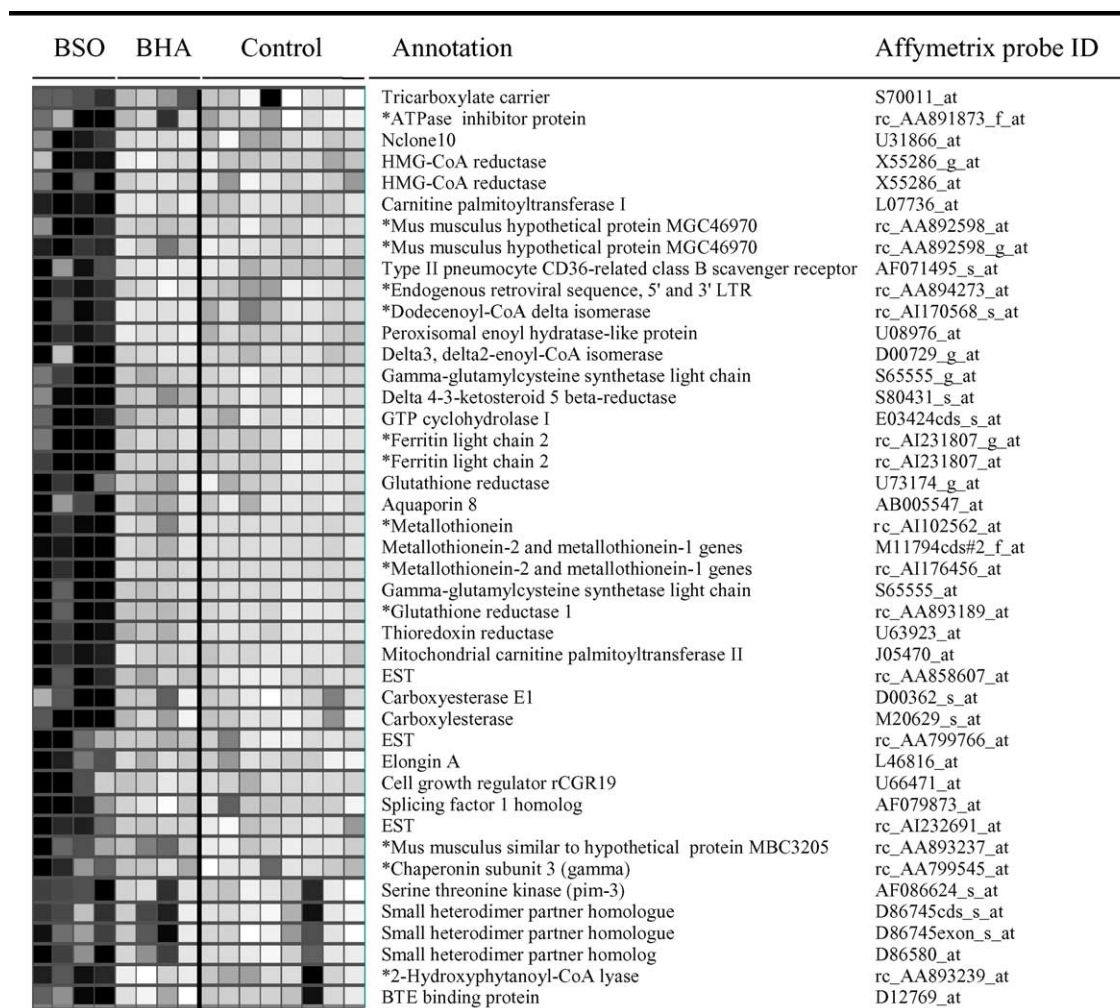 BSO BHA Control Annotation Affymetrix probe ID
Tricarboxylate carrier S70011_at
*ATPase inhibitor protein rc_AA891873_f_at
Nclone10 U31866_at
HMG-CoA reductase X55286_g_at
HMG-CoA reductase X55286_at
Carnitine palmitoyltransferase I L07736_at
*Mus musculus hypothetical protein MGC46970 rc_AA892598_at
*Mus musculus hypothetical protein MGC46970 rc_AA892598_g_at
Type II pneumocyte CD36-related class B scavenger receptor AF071495_s_at
*Endogenous retroviral sequence, 5' and 3' LTR rc_AA894273_at
*Dodecenoyl-CoA delta isomerase rc_AI170568_s_at
Peroxisomal enoyl hydratase-like protein U08976_at
Delta3, delta2-enoyl-CoA isomerase D00729_g_at
Gamma-glutamylcysteine synthetase light chain S65555_g_at
Delta 4-3-ketosteroid 5 beta-reductase S80431_s_at
GTP cyclohydrolase I E03424cds_s_at
*Ferritin light chain 2 rc_AI231807_g_at
*Ferritin light chain 2 rc_AI231807_at
Glutathione reductase U73174_g_at
Aquaporin 8 AB005547_at
*Metallothionein rc_AI102562_at
Metallothionein-2 and metallothionein-1 genes M11794cds#2_f_at
*Metallothionein-2 and metallothionein-1 genes rc_AI176456_at
Gamma-glutamylcysteine synthetase light chain S65555_at
*Glutathione reductase 1 rc_AA893189_at
Thioredoxin reductase U63923_at
Mitochondrial carnitine palmitoyltransferase II J05470_at
EST rc_AA858607_at
Carboxyesterase E1 D00362_s_at
Carboxylesterase M20629_s_at
EST rc_AA799766_at
Elongin A L46816_at
Cell growth regulator rCGR19 U66471_at
Splicing factor 1 homolog AF079873_at
EST rc_AI232691_at
*Mus musculus similar to hypothetical protein MBC3205 rc_AA893237_at
*Chaperonin subunit 3 (gamma) rc_AA799545_at
Serine threonine kinase (pim-3) AF086624_s_at
Small heterodimer partner homologue D86745cds_s_at
Small heterodimer partner homologue D86745exon_s_at
Small heterodimer partner homolog D86580_at
*2-Hydroxyphytanoyl-CoA lyase rc_AA893239_at
BTE binding protein D12769_at